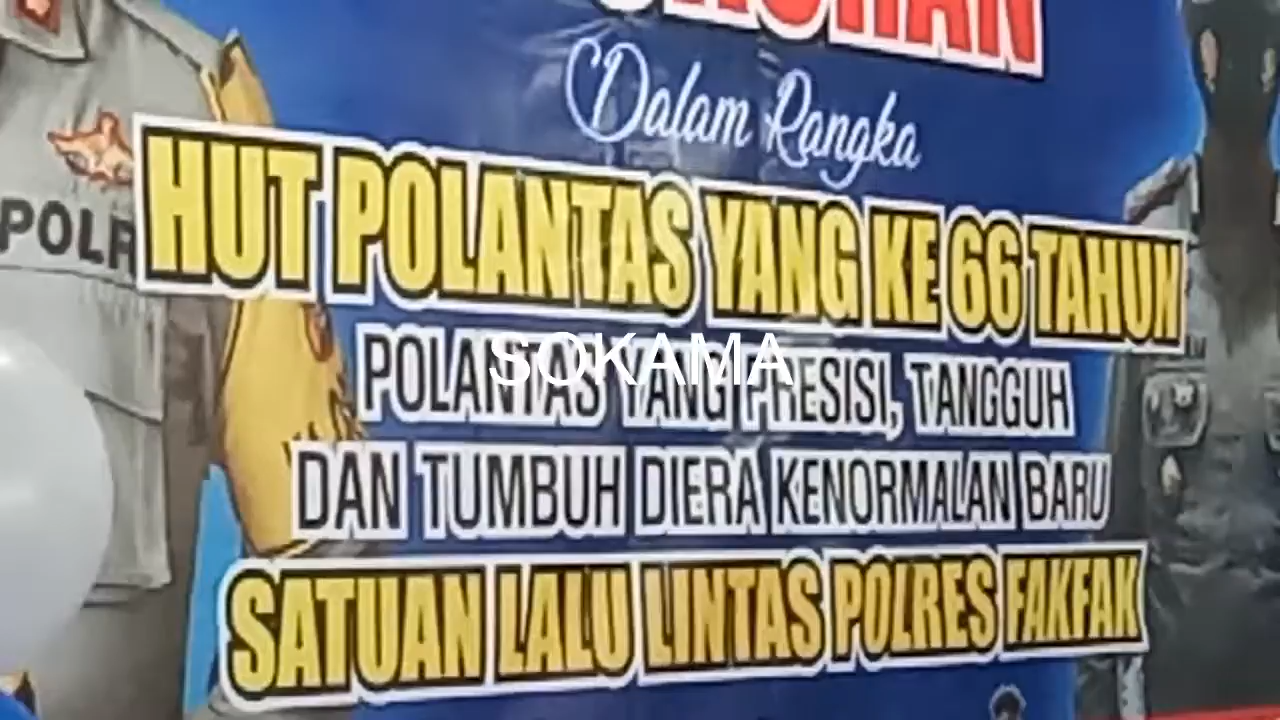 Dalam Rangka
HUT POLANTAS YANG KE 66 TAHUN
POLANTAS YANG PRESISI, TANGGUH
DAN TUMBUH DIERA KENORMALAN BARU
SATUAN LALU LINTAS POLRES FAKFAK
SOKAMA